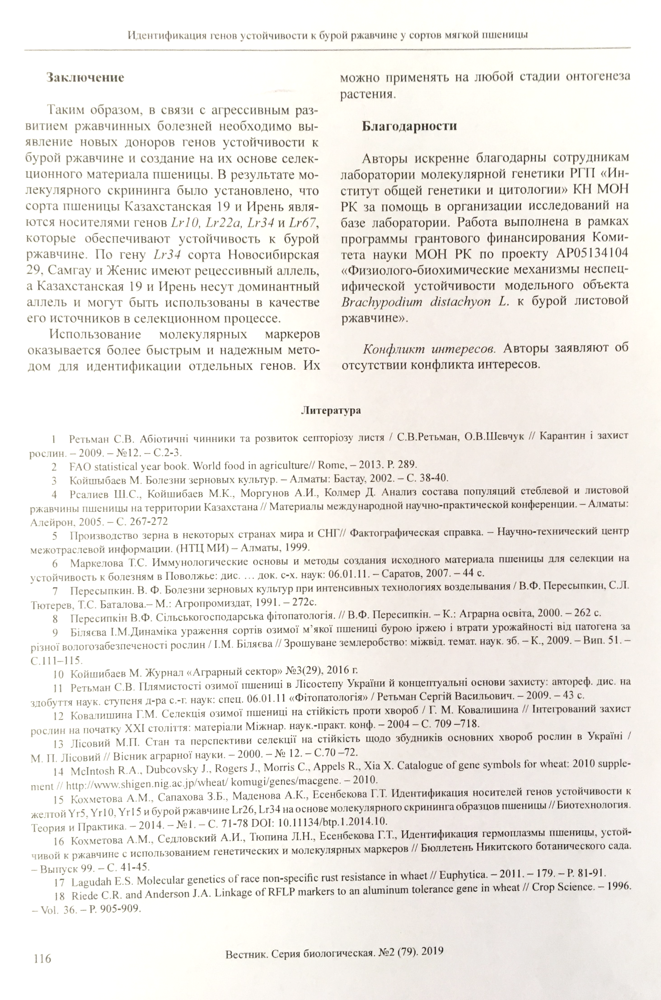 Идентификация генов устойчивости к бурой ржавчине у сортов мягкой пшеницы
Заключение
Таким образом, в связи с агрессивным раз-
витием ржавчинных болезней необходимо вы-
явление новых доноров генов устойчивости к
бурой ржавчине и создание на их основе селек-
ционного материала пшеницы. В результате мо-
лекулярного скрининга было установлено, что
сорта пшеницы Казахстанская 19 и Ирень явля-
ются носителями генов Lr10, Lr22a, Lr34 и Lr67,
которые обеспечивают устойчивость к бурой
ржавчине. По гену Lr34 сорта Новосибирская
29, Самгау и Женис имеют рецессивный аллель,
а Казахстанская 19 и Ирень несут доминантный
аллель и могут быть использованы в качестве
его источников в селекционном процессе.
Использование молекулярных маркеров
оказывается более быстрым и надежным мето-
дом для идентификации отдельных генов. Их
можно применять на любой стадии онтогенеза
растения.
Благодарности
Авторы искренне благодарны сотрудникам
лаборатории молекулярной генетики РГП «Ин-
ститут общей генетики и цитологии» КН МОН
РК за помощь в организации исследований на
базе лаборатории. Работа выполнена в рамках
программы грантового финансирования Коми-
тета науки МОН РК по проекту АР05134104
«Физиолого-биохимические механизмы неспец-
ифической устойчивости модельного объекта
Brachypodium distachyon L. к бурой листовой
ржавчине».
Конфликт интересов. Авторы заявляют об
отсутствии конфликта интересов.
Литература
1 Ретьман С.В. Абіотичні чинники та розвиток септоріозу листя / С.В.Ретьман, О.В.Шевчук // Карантин і захист
рослин. – 2009. – №12. – С.2-3.
2 FAO statistical year book. World food in agriculture// Rome, – 2013. P. 289.
3 Койшыбаев М. Болезни зерновых культур. – Алматы: Бастау, 2002. – С. 38-40.
4 Рсалиев Ш.С., Койшибаев М.К., Моргунов А.И., Колмер Д. Анализ состава популяций стеблевой и листовой
ржавчины пшеницы на территории Казахстана // Материалы международной научно-практической конференции. – Алматы:
Алейрон, 2005. – С. 267-272
5 Производство зерна в некоторых странах мира и СНГ// Фактографическая справка. – Научно-технический центр
межотраслевой информации. (НТЦ МИ) – Алматы, 1999.
6 Маркелова Т.С. Иммунологические основы и методы создания исходного материала пшеницы для селекции на
устойчивость к болезням в Поволжье: дис. … док. с-х. наук: 06.01.11. – Саратов, 2007. – 44 с.
7 Пересыпкин. В. Ф. Болезни зерновых культур при интенсивных технологиях возделывания / В.Ф. Пересыпкин, С.Л.
Тютерев, Т.С. Баталова.– М.: Агропромиздат, 1991. – 272с.
8 Пересипкін В.Ф. Сільськогосподарська фітопатологія. // В.Ф. Пересипкін. – К.: Аграрна освіта, 2000. – 262 с.
9 Біляєва І.М.Динаміка ураження сортів озимої м’якої пшениці бурою іржею і втрати урожайності від патогена за
різної вологозабезпеченості рослин / І.М. Біляєва // Зрошуване землеробство: міжвід. темат. наук. зб. – К., 2009. – Вип. 51. –
С.111–115.
10 Койшибаев М. Журнал «Аграрный сектор» №3(29), 2016 г.
11 Ретьман С.В. Плямистості озимої пшениці в Лісостепу України й концептуальні основи захисту: автореф. дис. на
здобуття наук. ступеня д-ра с.-г. наук: спец. 06.01.11 «Фітопатологія» / Ретьман Сергій Васильович. – 2009. – 43 с.
12 Ковалишина Г.М. Селекція озимої пшениці на стійкість проти хвороб / Г. М. Ковалишина // Інтегрований захист
рослин на початку XXI століття: матеріали Міжнар. наук.-практ. конф. – 2004 – С. 709 –718.
13 Лісовий М.П. Стан та перспективи селекції на стійкість щодо збудників основних хвороб рослин в Україні /
М. П. Лісовий // Вісник аграрної науки. – 2000. – № 12. – С.70 –72.
14 McIntosh R.A., Dubcovsky J., Rogers J., Morris C., Appels R., Xia X. Catalogue of gene symbols for wheat: 2010 supple-
ment // http://www.shigen.nig.ac.jp/wheat/ komugi/genes/macgene. – 2010.
15 Кохметова А.М., Сапахова З.Б., Маденова А.К., Есенбекова Г.Т. Идентификация носителей генов устойчивости к
желтой Yr5, Yr10, Yr15 и бурой ржавчине Lr26, Lr34 на основе молекулярного скрининга образцов пшеницы // Биотехнология.
Теория и Практика. – 2014. – №1. – С. 71-78 DOI: 10.11134/btp.1.2014.10.
16 Кохметова А.М., Седловский А.И., Тюпина Л.Н., Есенбекова Г.Т., Идентификация гермоплазмы пшеницы, устой-
чивой к ржавчине с использованием генетических и молекулярных маркеров // Бюллетень Никитского ботанического сада.
– Выпуск 99. – С. 41-45.
17 Lagudah E.S. Molecular genetics of race non-specific rust resistance in whaet // Euphytica. – 2011. – 179. – P. 81-91.
18 Riede C.R. and Anderson J.A. Linkage of RFLP markers to an aluminum tolerance gene in wheat // Crop Science. – 1996.
– Vol. 36. – P. 905-909.
116
Вестник. Серия биологическая. №2 (79). 2019